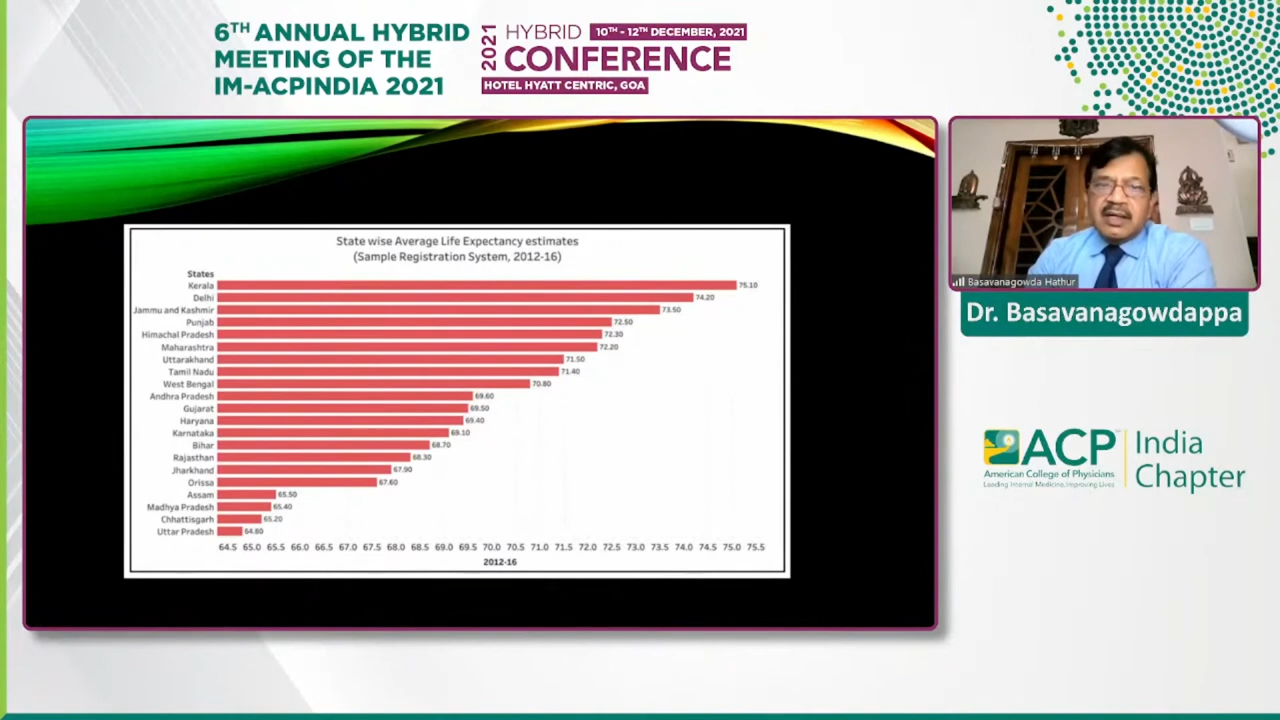 6TH ANNUAL HYBRID
MEETING OF THE
IM-ACPINDIA 2021
2021
HYBRID 10TH - 12TH DECEMBER, 2021
CONFERENCE
HOTEL HYATT CENTRIC, GOA
State wise Average Life Expectancy estimates
(Sample Registration System, 2012-16)
States
Kerala 75.10
Delhi 74.20
Jammu and Kashmir 73.50
Punjab 72.50
Himachal Pradesh 72.30
Maharashtra 72.20
Uttarakhand 71.50
Tamil Nadu 71.40
West Bengal 70.80
Andhra Pradesh 69.60
Gujarat 69.50
Haryana 69.40
Karnataka 69.10
Bihar 68.70
Rajasthan 68.30
Jharkhand 67.90
Orissa 67.60
Assam 65.50
Madhya Pradesh 65.40
Chhattisgarh 65.20
Uttar Pradesh 64.80
64.5 65.0 65.5 66.0 66.5 67.0 67.5 68.0 68.5 69.0 69.5 70.0 70.5 71.0 71.5 72.0 72.5 73.0 73.5 74.0 74.5 75.0 75.5
2012-16
Basavanagowda Hathur
Dr. Basavanagowdappa
ACP
American College of Physicians
Leading Internal Medicine, Improving Lives
India
Chapter